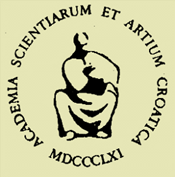 ACADEMIA SCIENTIARUM ET ARTIUM CROATICA
MDCCCLXI